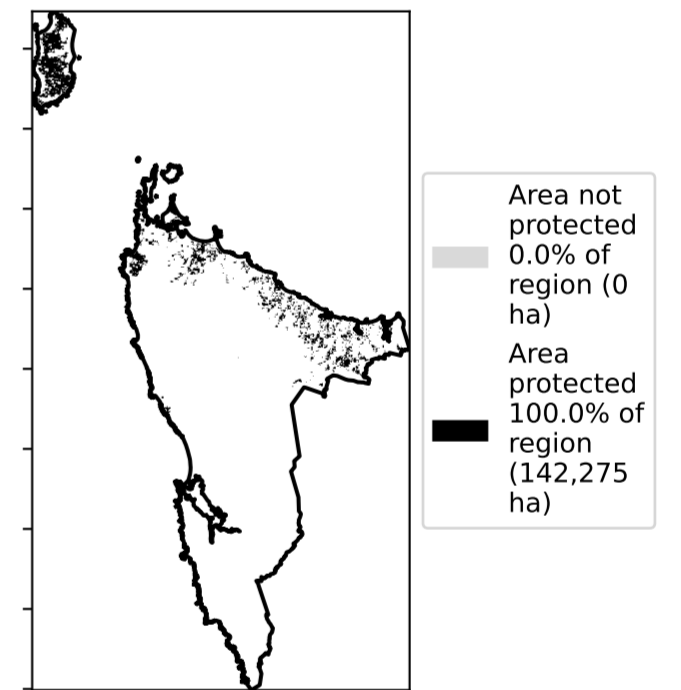 Area not
protected
0.0% of
region (0
ha)
Area
protected
100.0% of
region
(142,275
ha)